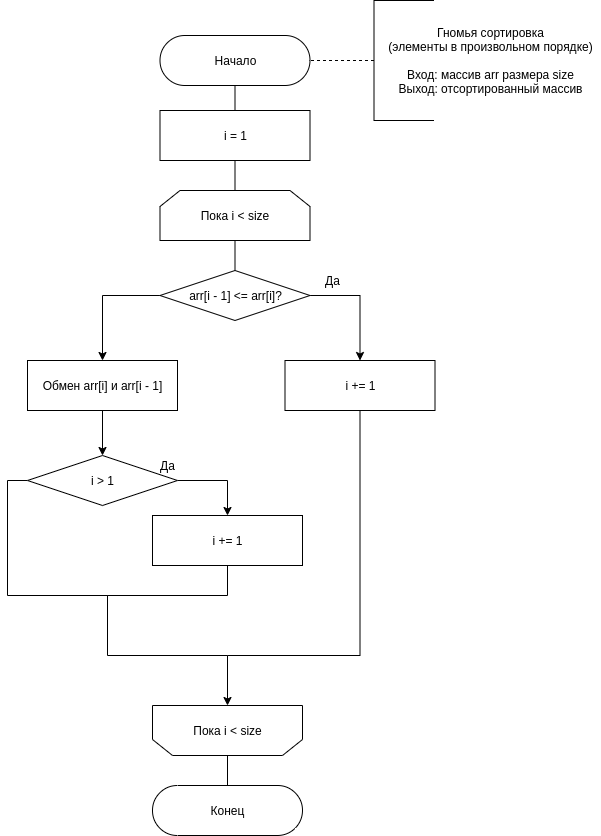 Гномья сортировка
(элементы в произвольном порядке)
Вход: массив arr размера size
Выход: отсортированный массив
Начало
i = 1
Пока i < size
arr[i - 1] <= arr[i]?
Да
Обмен arr[i] и arr[i - 1]
i += 1
i > 1
Да
i += 1
Пока i < size
Конец